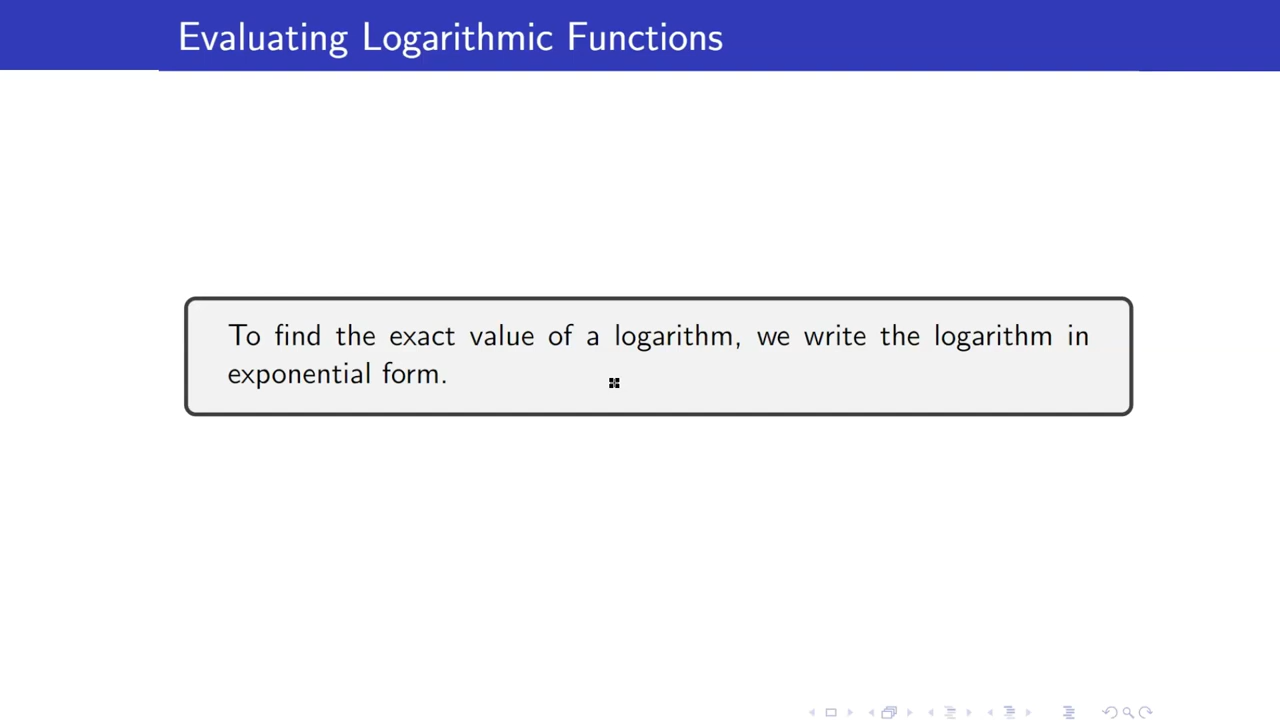 Evaluating Logarithmic Functions
To find the exact value of a logarithm, we write the logarithm in
exponential form.